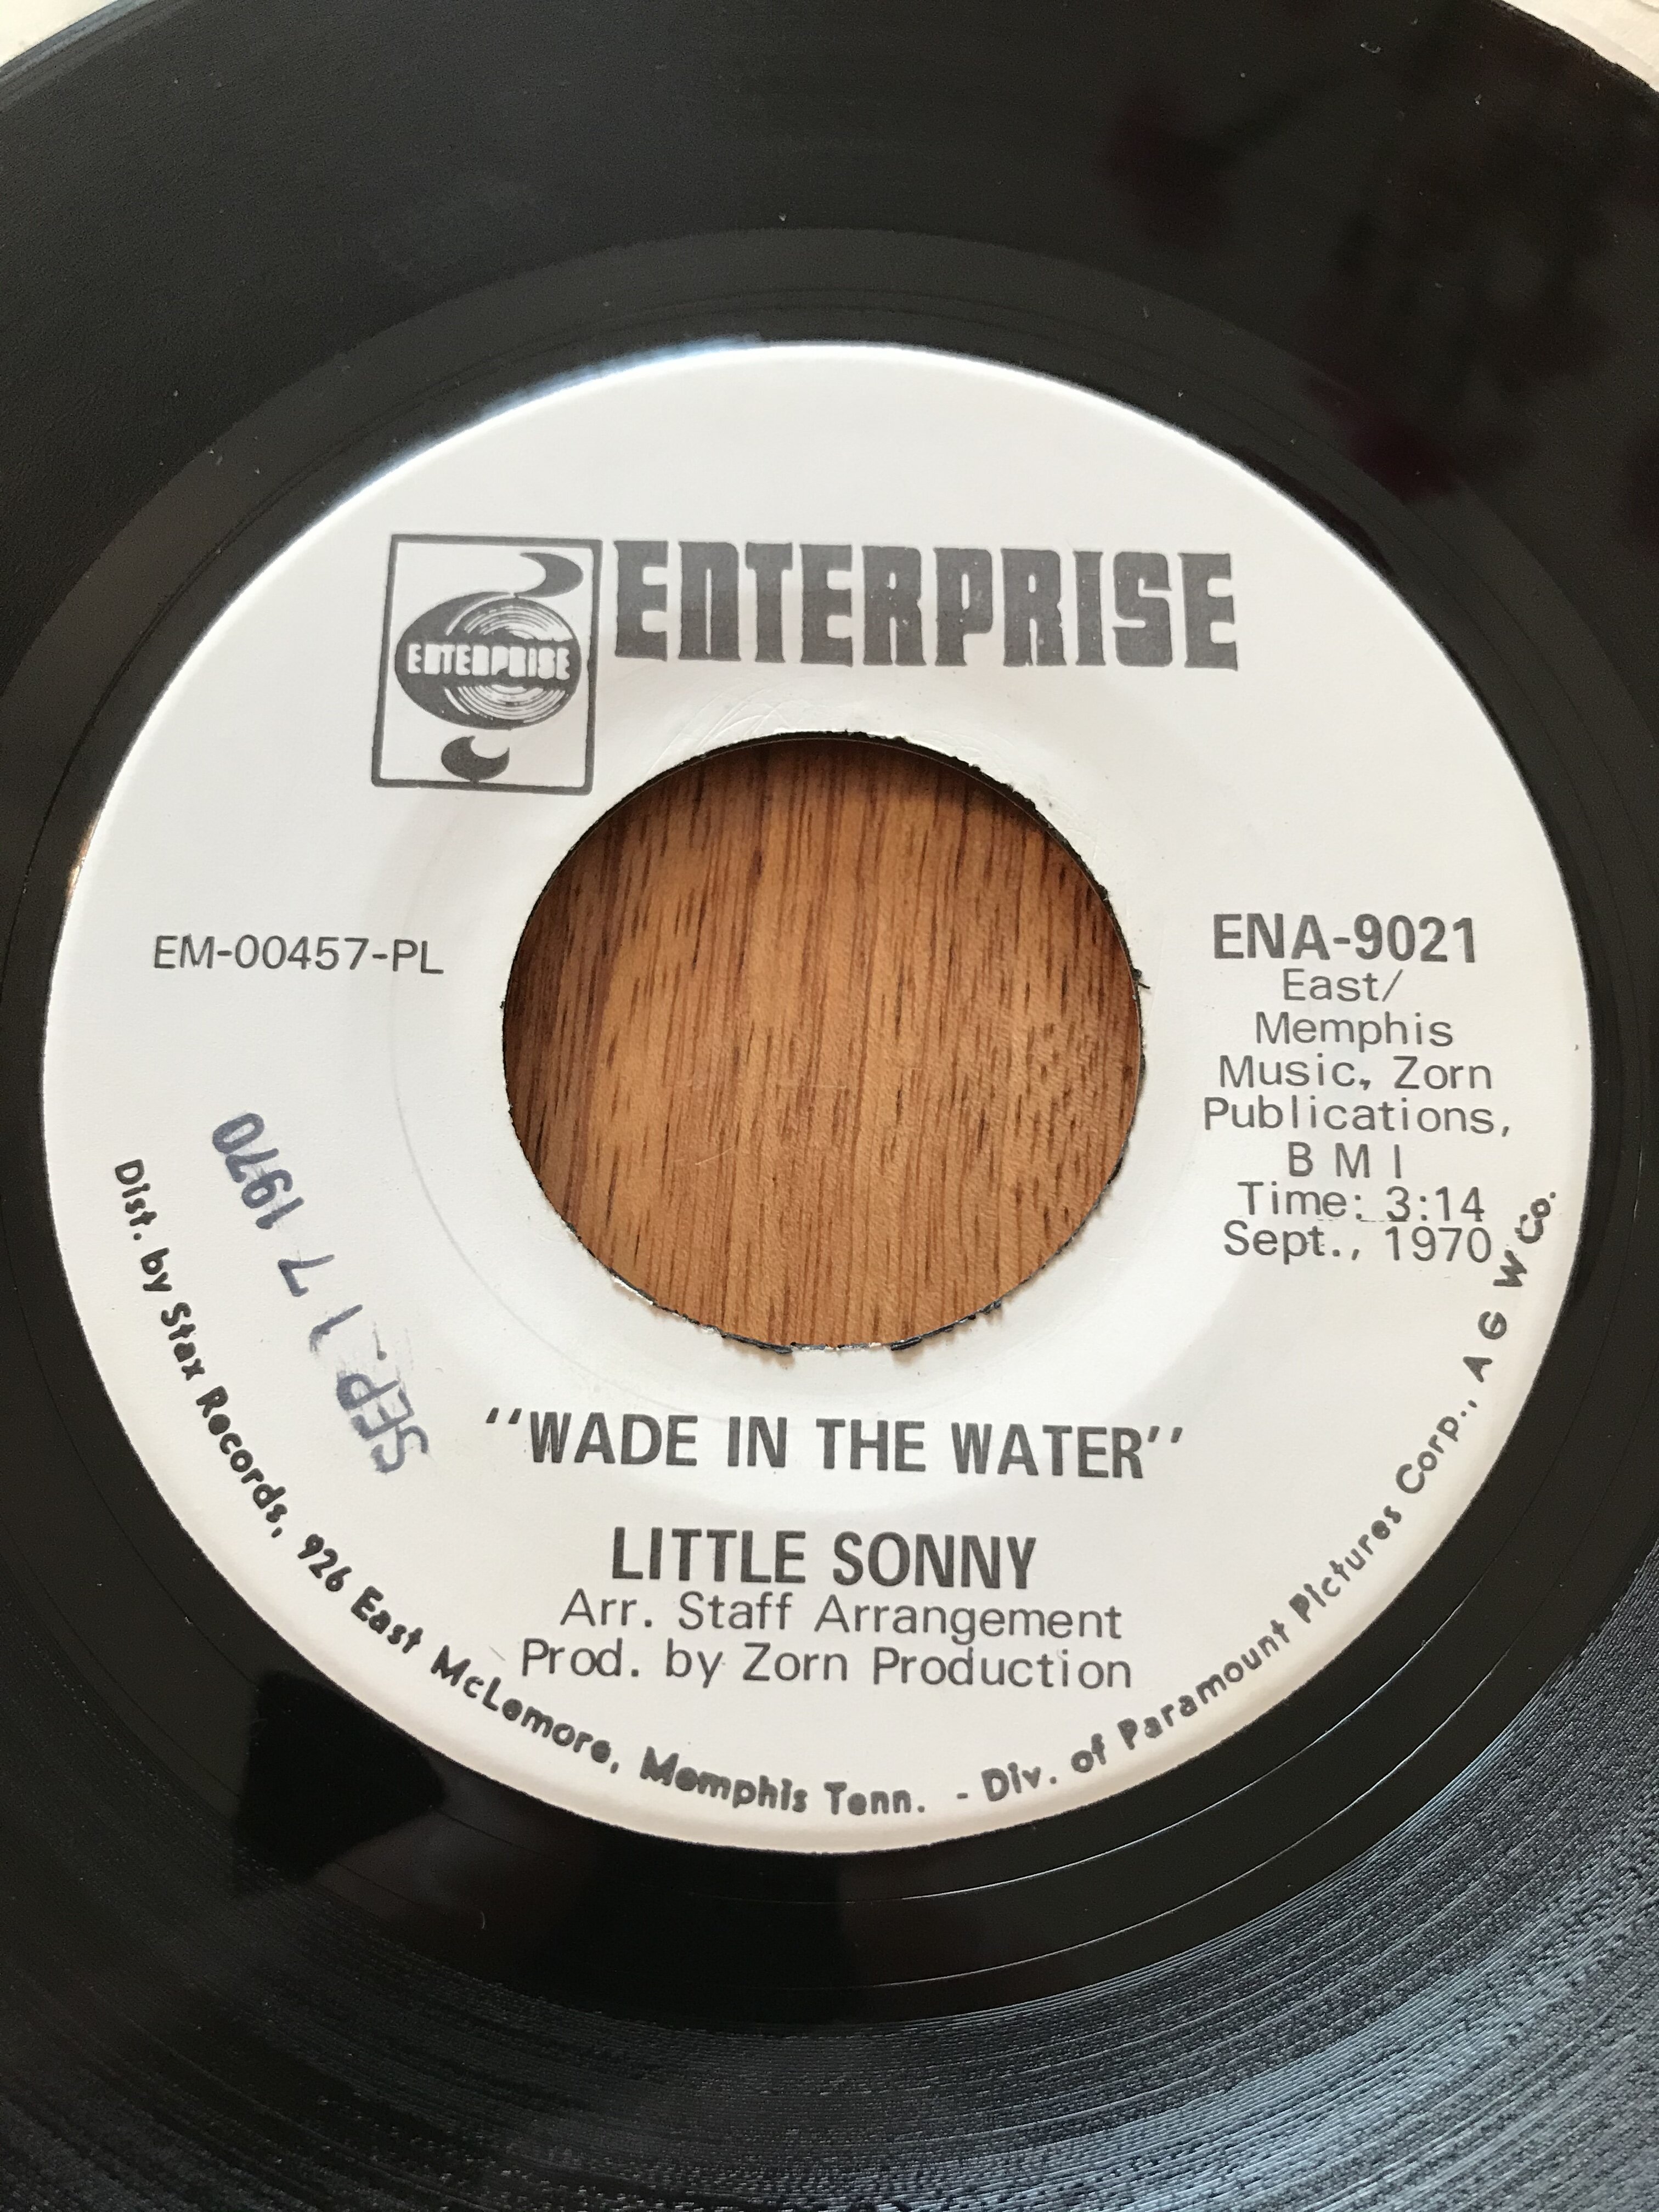 ENTERPRISE
ENTERPRISE
EM-00457-PL
ENA-9021
East/
Memphis
Music, Zorn
Publications,
B M I
Time: 3:14
Sept., 1970
SEP 17 1970
"WADE IN THE WATER"
LITTLE SONNY
Arr. Staff Arrangement
Prod. by Zorn Production
Dist. by Stax Records, 926 East McLemore, Memphis Tenn. - Div. of Paramount Pictures Corp., A G W Co.